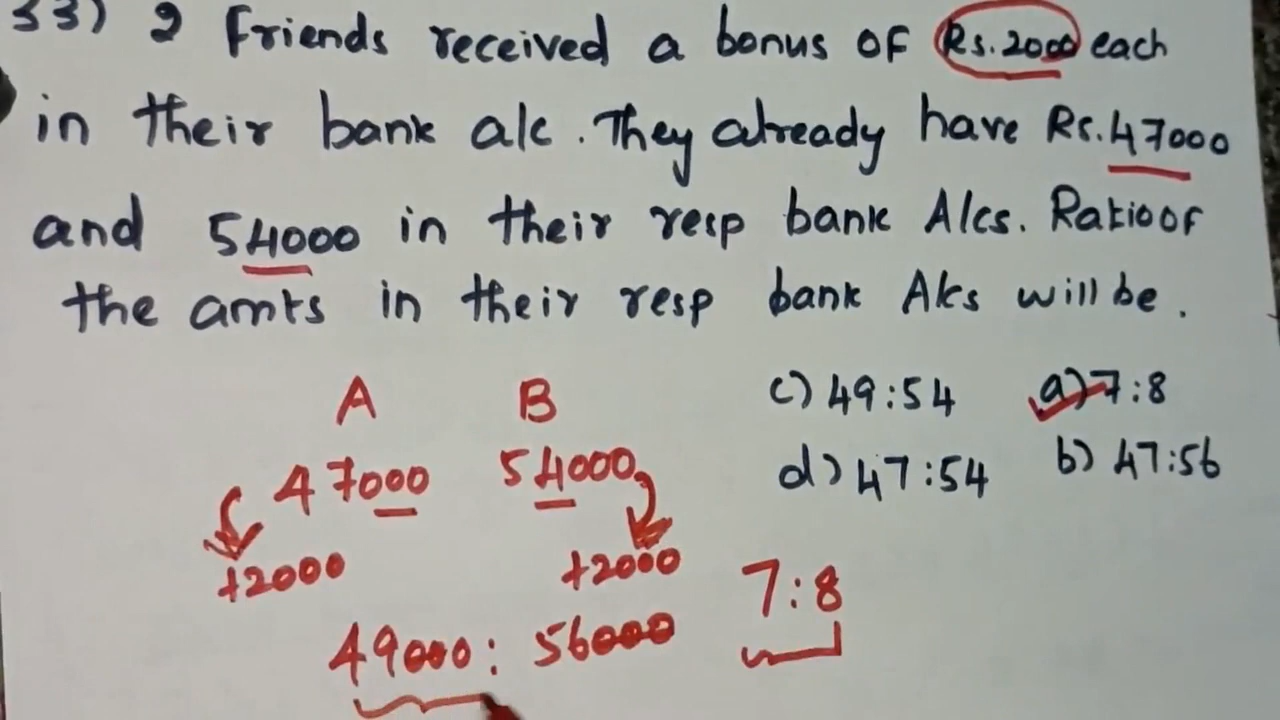 33) 2 Friends received a bonus of Rs.2000 each
in their bank a/c. They already have Rs.47000
and 54000 in their resp bank A/cs. Ratio of
the amts in their resp bank A/cs will be.
A B
c) 49:54 a) 7:8
47000 54000
d) 47:54 b) 47:56
+2000 +2000 7:8
49000 : 56000